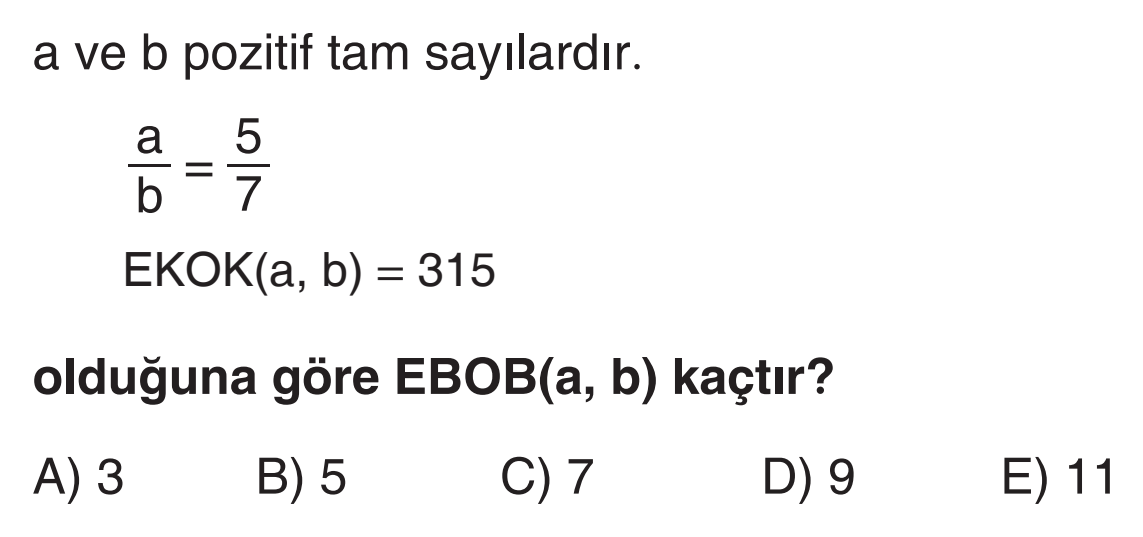 a ve b pozitif tam sayılardır.
a/b = 5/7
EKOK(a, b) = 315
olduğuna göre EBOB(a, b) kaçtır?
A) 3 B) 5 C) 7 D) 9 E) 11